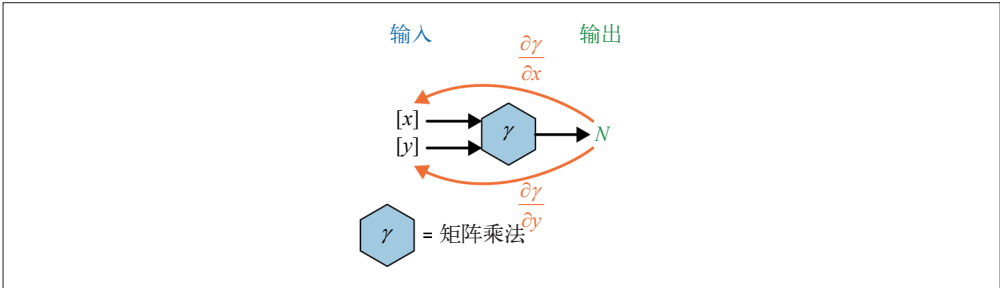 输入 输出
∂γ
∂x
[x]
γ
N
[y]
∂γ
∂y
γ = 矩阵乘法